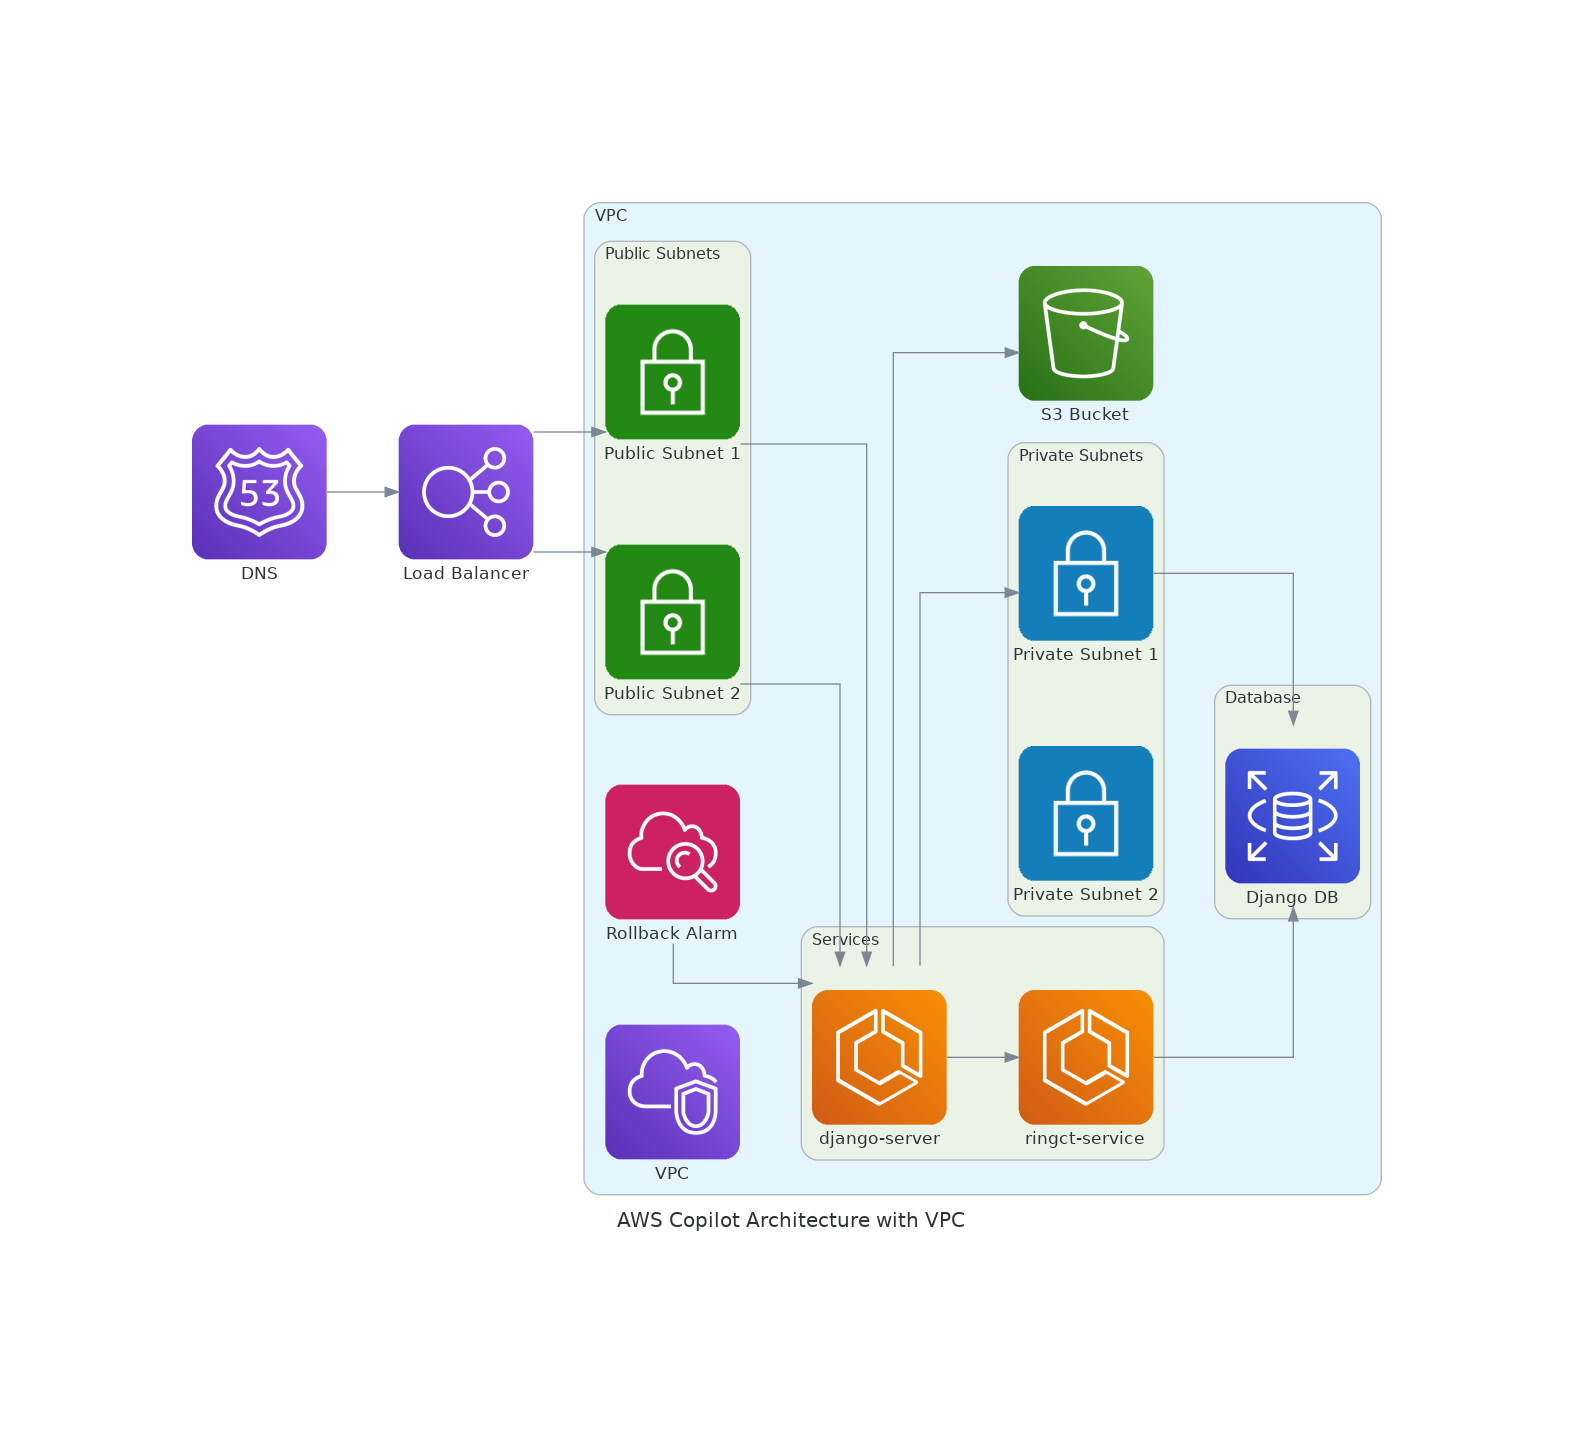 VPC
Public Subnets
Public Subnet 1
Public Subnet 2
53
DNS
Load Balancer
S3 Bucket
Private Subnets
Private Subnet 1
Private Subnet 2
Database
Django DB
Rollback Alarm
Services
django-server
ringct-service
VPC
AWS Copilot Architecture with VPC